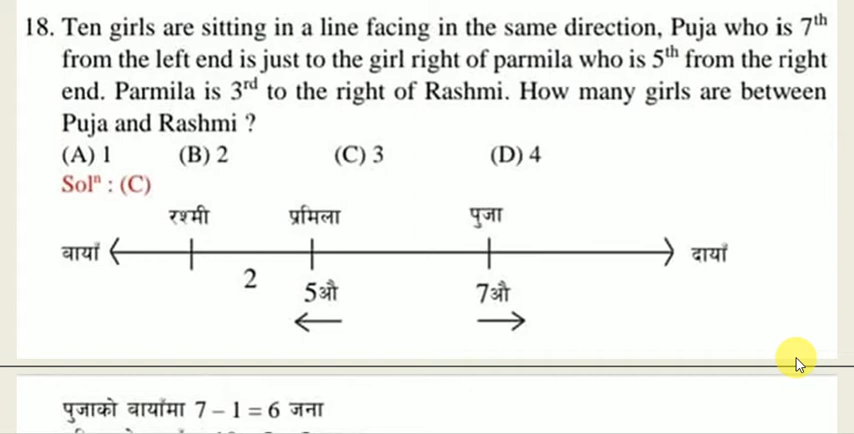 18. Ten girls are sitting in a line facing in the same direction, Puja who is 7th
from the left end is just to the girl right of parmila who is 5th from the right
end. Parmila is 3rd to the right of Rashmi. How many girls are between
Puja and Rashmi ?
(A) 1 (B) 2 (C) 3 (D) 4
Solⁿ : (C)
रश्मी प्रमिला पुजा
वायाँ दायाँ
2 5औ 7औ
पुजाको वायाँमा 7 – 1 = 6 जना